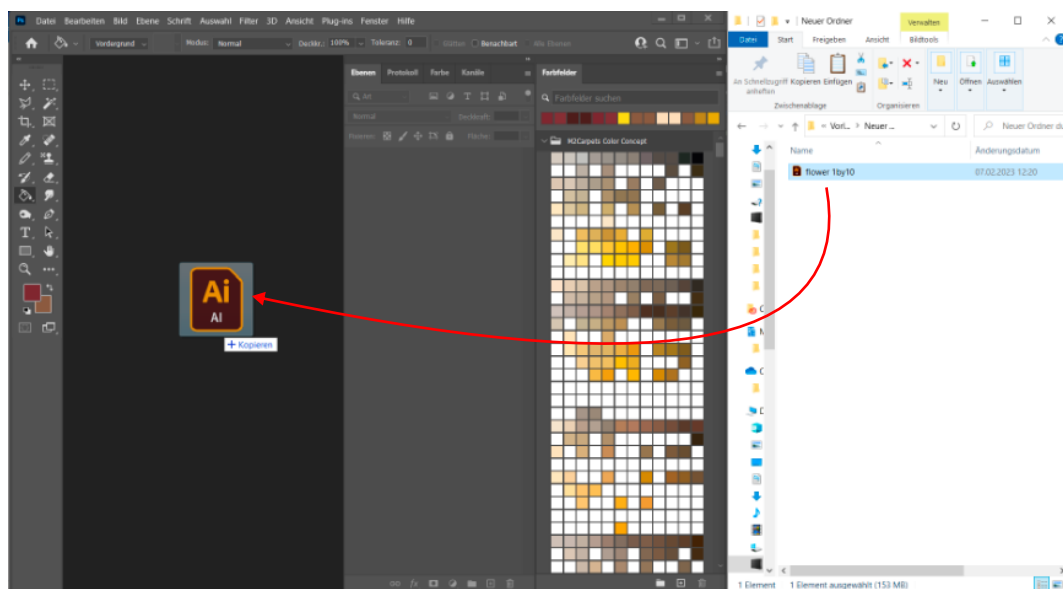 Datei Bearbeiten Bild Ebene Schrift Auswahl Filter 3D Ansicht Plug-ins Fenster Hilfe
Vordergrund Modus: Normal Deckkr.: 100% Toleranz: 0 Glätten Benachbart Alle Ebenen
Ebenen Protokoll Farbe Kanäle
Art
Normal Deckkraft:
Fixieren: Fläche:
Farbfelder
Farbfelder suchen
M2Carpets Color Concept
Ai
AI
+ Kopieren
Neuer Ordner
Verwalten
Datei Start Freigeben Ansicht Bildtools
An Schnellzugriff anheften
Kopieren Einfügen
Neu Öffnen Auswählen
Zwischenablage Organisieren
« Vorl... > Neuer ...
Neuer Ordner du
Name Änderungsdatum
flower 1by10 07.02.2023 12:20
1 Element 1 Element ausgewählt (153 MB)